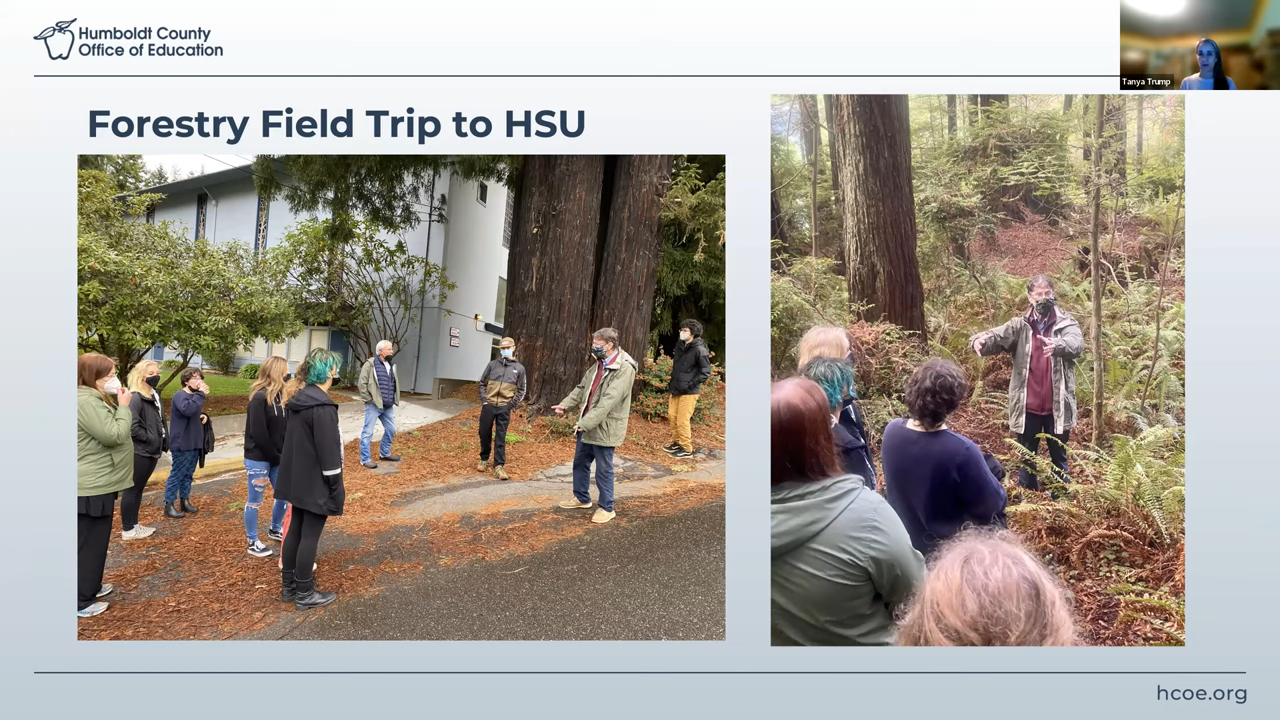 Humboldt County
Office of Education
Tanya Trump
Forestry Field Trip to HSU
hcoe.org